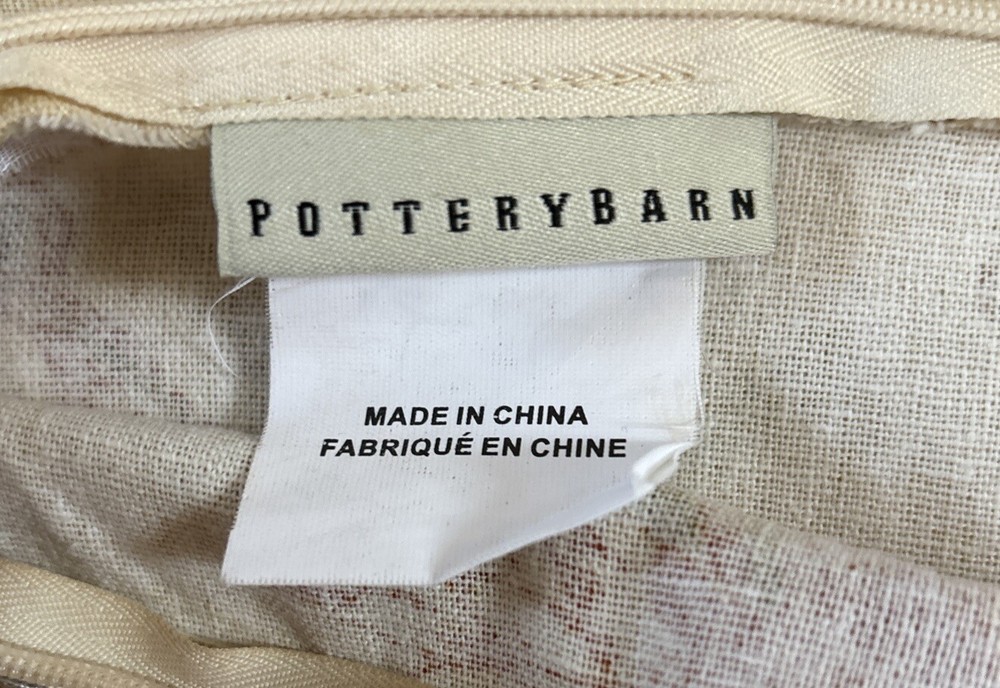 POTTERYBARN
MADE IN CHINA
FABRIQUÉ EN CHINE